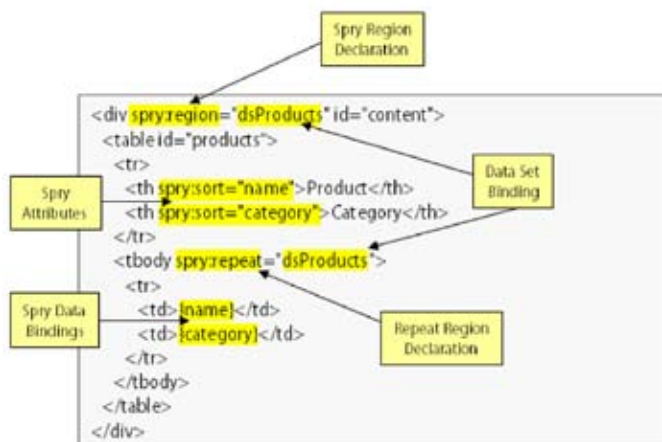 Spry Region
Declaration
<div spry:region="dsProducts" id="content">
<table id="products">
<tr>
<th spry:sort="name">Product</th>
<th spry:sort="category">Category</th>
</tr>
<tbody spry:repeat="dsProducts">
<tr>
<td>{name}</td>
<td>{category}</td>
</tr>
</tbody>
</table>
</div>
Spry
Attributes
Data Set
Binding
Spry Data
Bindings
Repeat Region
Declaration